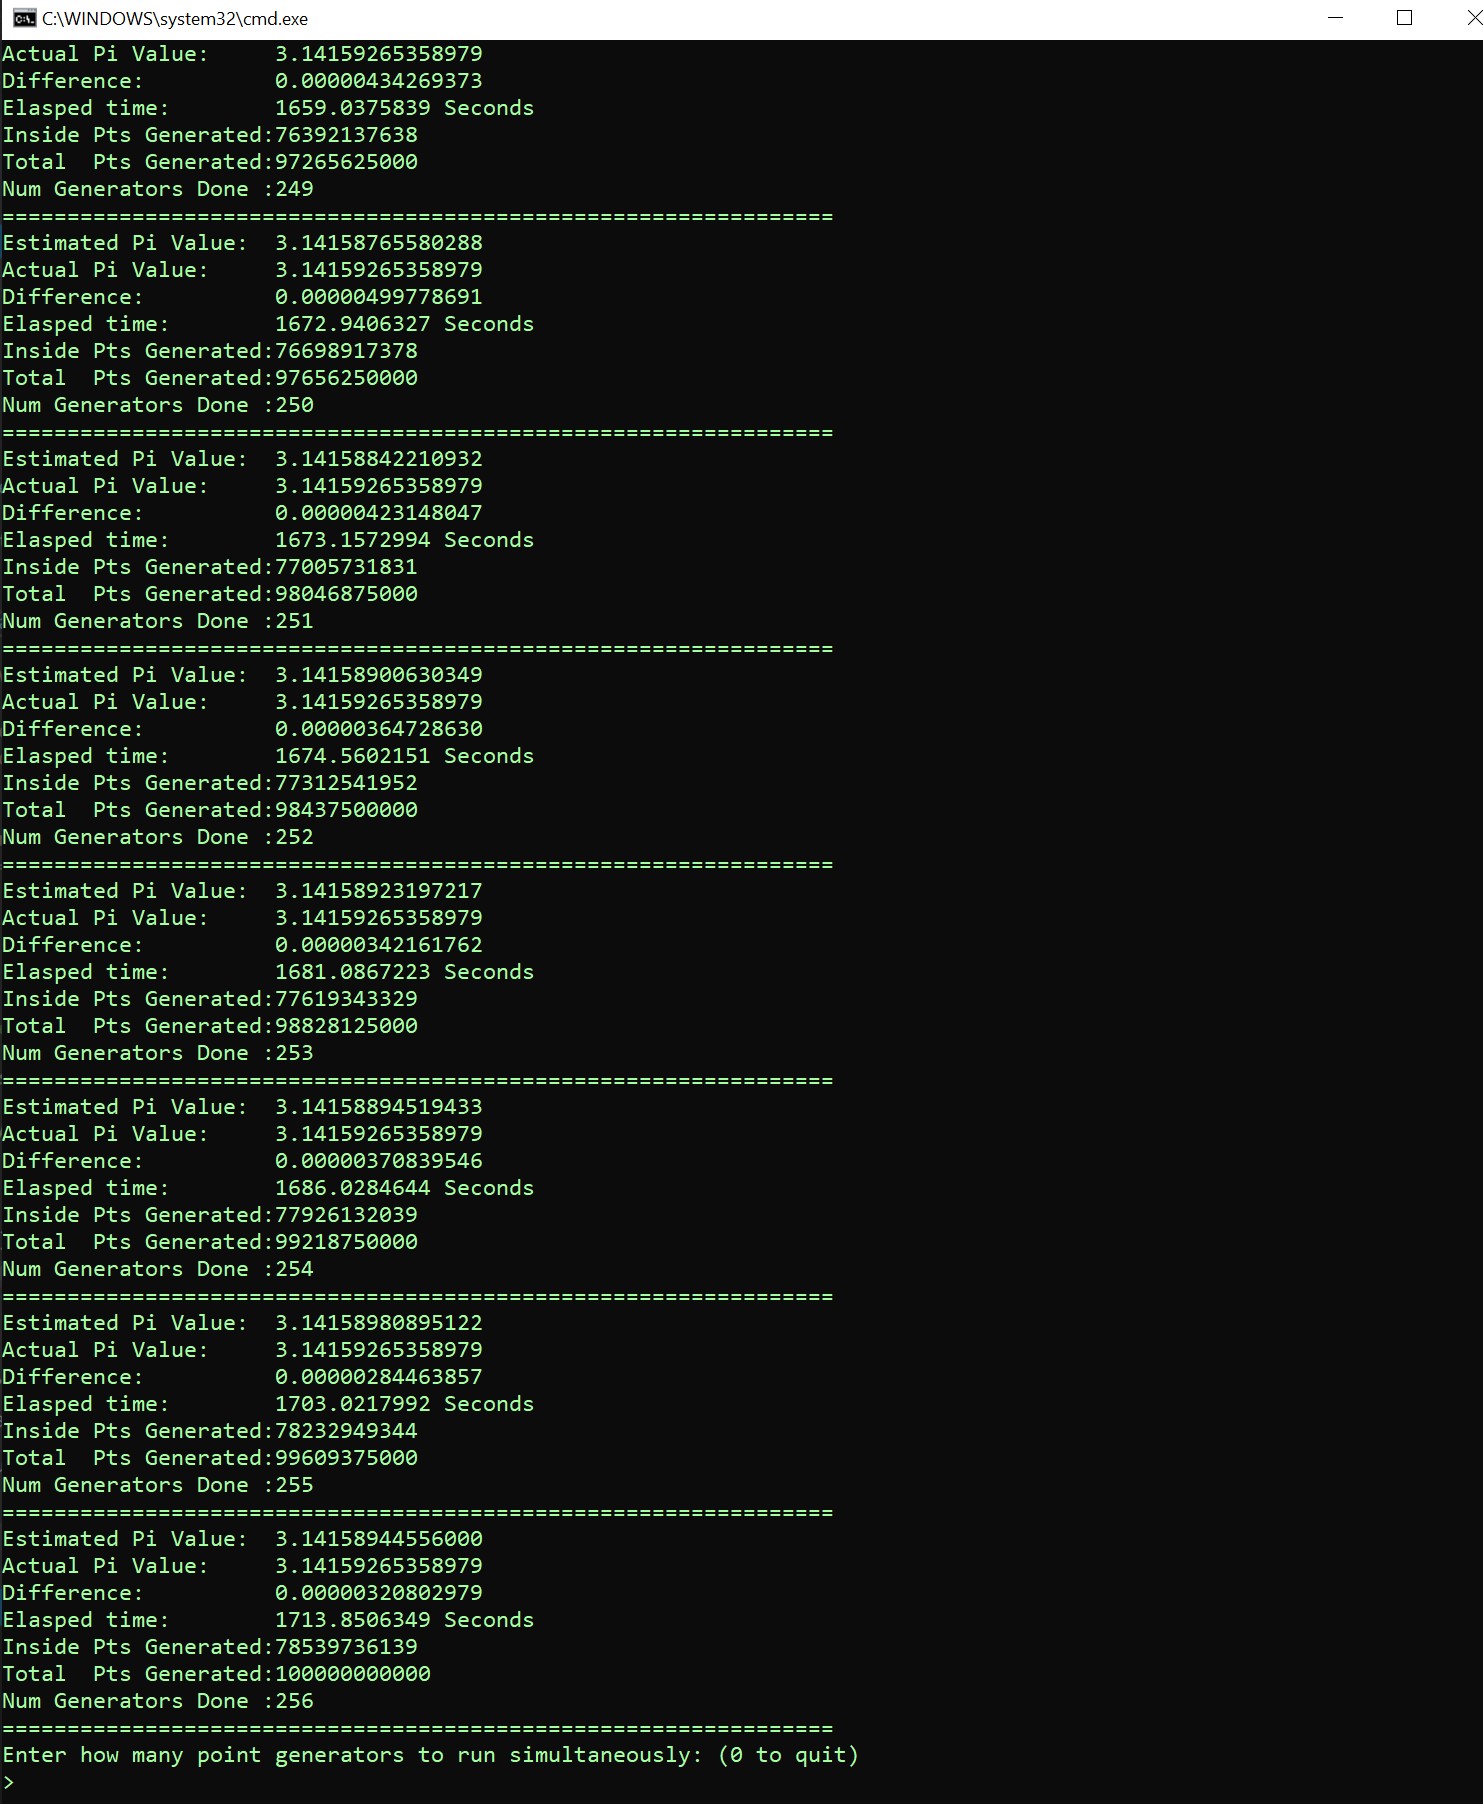 C:\WINDOWS\system32\cmd.exe
Actual Pi Value:     3.14159265358979
Difference:          0.00000434269373
Elasped time:        1659.0375839 Seconds
Inside Pts Generated:76392137638
Total  Pts Generated:97265625000
Num Generators Done :249
================================================================
Estimated Pi Value:  3.14158765580288
Actual Pi Value:     3.14159265358979
Difference:          0.00000499778691
Elasped time:        1672.9406327 Seconds
Inside Pts Generated:76698917378
Total  Pts Generated:97656250000
Num Generators Done :250
================================================================
Estimated Pi Value:  3.14158842210932
Actual Pi Value:     3.14159265358979
Difference:          0.00000423148047
Elasped time:        1673.1572994 Seconds
Inside Pts Generated:77005731831
Total  Pts Generated:98046875000
Num Generators Done :251
================================================================
Estimated Pi Value:  3.14158900630349
Actual Pi Value:     3.14159265358979
Difference:          0.00000364728630
Elasped time:        1674.5602151 Seconds
Inside Pts Generated:77312541952
Total  Pts Generated:98437500000
Num Generators Done :252
================================================================
Estimated Pi Value:  3.14158923197217
Actual Pi Value:     3.14159265358979
Difference:          0.00000342161762
Elasped time:        1681.0867223 Seconds
Inside Pts Generated:77619343329
Total  Pts Generated:98828125000
Num Generators Done :253
================================================================
Estimated Pi Value:  3.14158894519433
Actual Pi Value:     3.14159265358979
Difference:          0.00000370839546
Elasped time:        1686.0284644 Seconds
Inside Pts Generated:77926132039
Total  Pts Generated:99218750000
Num Generators Done :254
================================================================
Estimated Pi Value:  3.14158980895122
Actual Pi Value:     3.14159265358979
Difference:          0.00000284463857
Elasped time:        1703.0217992 Seconds
Inside Pts Generated:78232949344
Total  Pts Generated:99609375000
Num Generators Done :255
================================================================
Estimated Pi Value:  3.14158944556000
Actual Pi Value:     3.14159265358979
Difference:          0.00000320802979
Elasped time:        1713.8506349 Seconds
Inside Pts Generated:78539736139
Total  Pts Generated:100000000000
Num Generators Done :256
================================================================
Enter how many point generators to run simultaneously: (0 to quit)
>